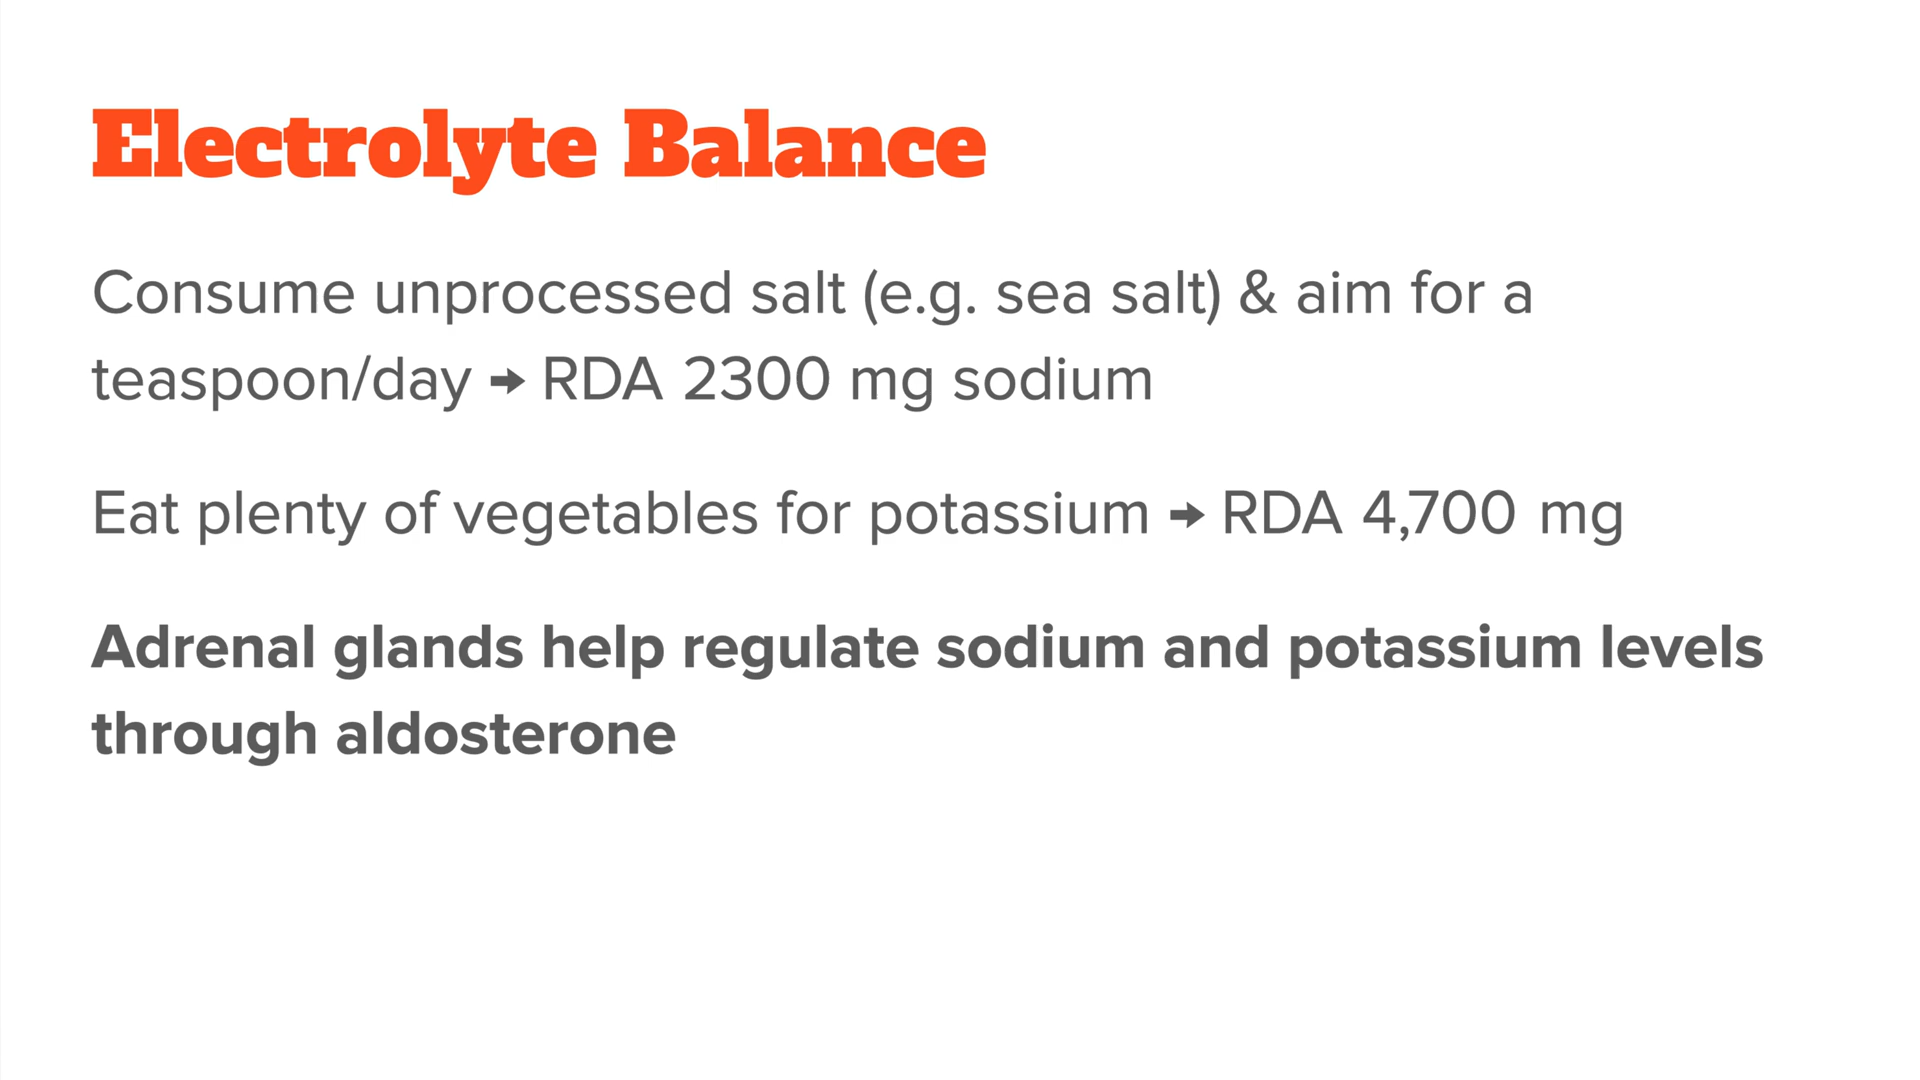 Electrolyte Balance
Consume unprocessed salt (e.g. sea salt) & aim for a
teaspoon/day → RDA 2300 mg sodium
Eat plenty of vegetables for potassium → RDA 4,700 mg
Adrenal glands help regulate sodium and potassium levels
through aldosterone